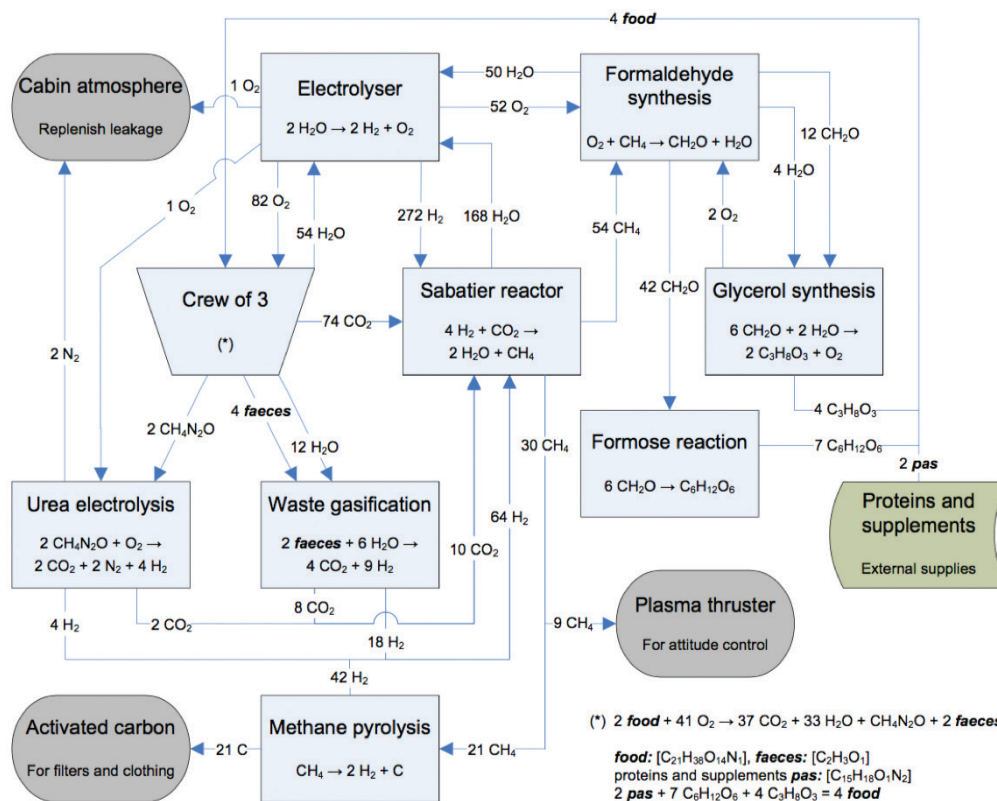 4 food
Cabin atmosphere
Replenish leakage
1 O₂
Electrolyser
2 H₂O → 2 H₂ + O₂
50 H₂O
52 O₂
Formaldehyde
synthesis
O₂ + CH₄ → CH₂O + H₂O
12 CH₂O
4 H₂O
1 O₂
82 O₂
54 H₂O
272 H₂
168 H₂O
54 CH₄
2 O₂
42 CH₂O
2 N₂
Crew of 3
(*)
74 CO₂
Sabatier reactor
4 H₂ + CO₂ →
2 H₂O + CH₄
Glycerol synthesis
6 CH₂O + 2 H₂O →
2 C₃H₈O₃ + O₂
2 CH₄N₂O
4 faeces
12 H₂O
30 CH₄
4 C₃H₈O₃
Formose reaction
6 CH₂O → C₆H₁₂O₆
7 C₆H₁₂O₆
2 pas
Urea electrolysis
2 CH₄N₂O + O₂ →
2 CO₂ + 2 N₂ + 4 H₂
Waste gasification
2 faeces + 6 H₂O →
4 CO₂ + 9 H₂
64 H₂
10 CO₂
Proteins and
supplements
External supplies
4 H₂
2 CO₂
8 CO₂
18 H₂
42 H₂
9 CH₄
Plasma thruster
For attitude control
Activated carbon
For filters and clothing
21 C
Methane pyrolysis
CH₄ → 2 H₂ + C
21 CH₄
(*) 2 food + 41 O₂ → 37 CO₂ + 33 H₂O + CH₄N₂O + 2 faeces
food: [C₂₁H₃₈O₁₄N₁], faeces: [C₂H₃O₁]
proteins and supplements pas: [C₁₅H₁₈O₁N₂]
2 pas + 7 C₆H₁₂O₆ + 4 C₃H₈O₃ = 4 food